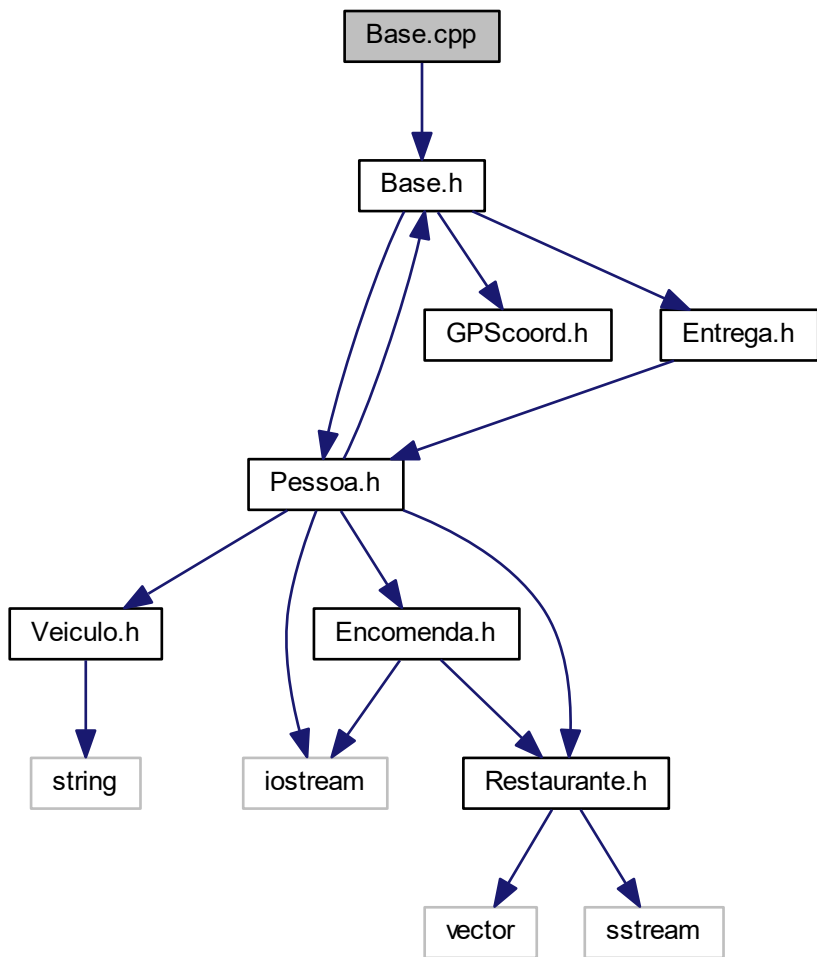 Base.cpp
Base.h
GPScoord.h
Entrega.h
Pessoa.h
Veiculo.h
Encomenda.h
string
iostream
Restaurante.h
vector
sstream